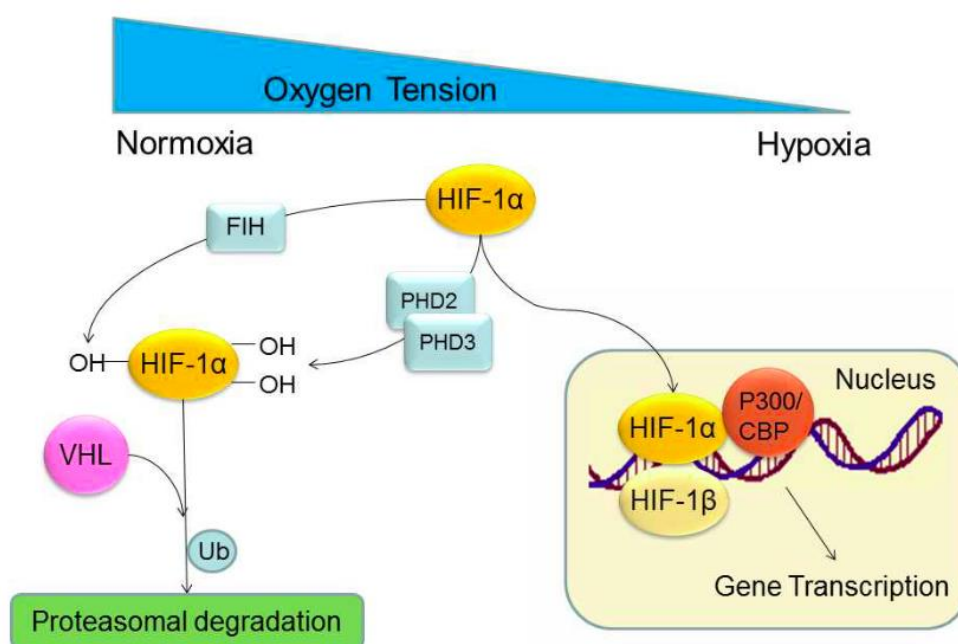 Oxygen Tension
Normoxia
Hypoxia
HIF-1α
FIH
PHD2
PHD3
OH
HIF-1α
OH
OH
VHL
Ub
Proteasomal degradation
Nucleus
HIF-1α
P300/
CBP
HIF-1β
Gene Transcription